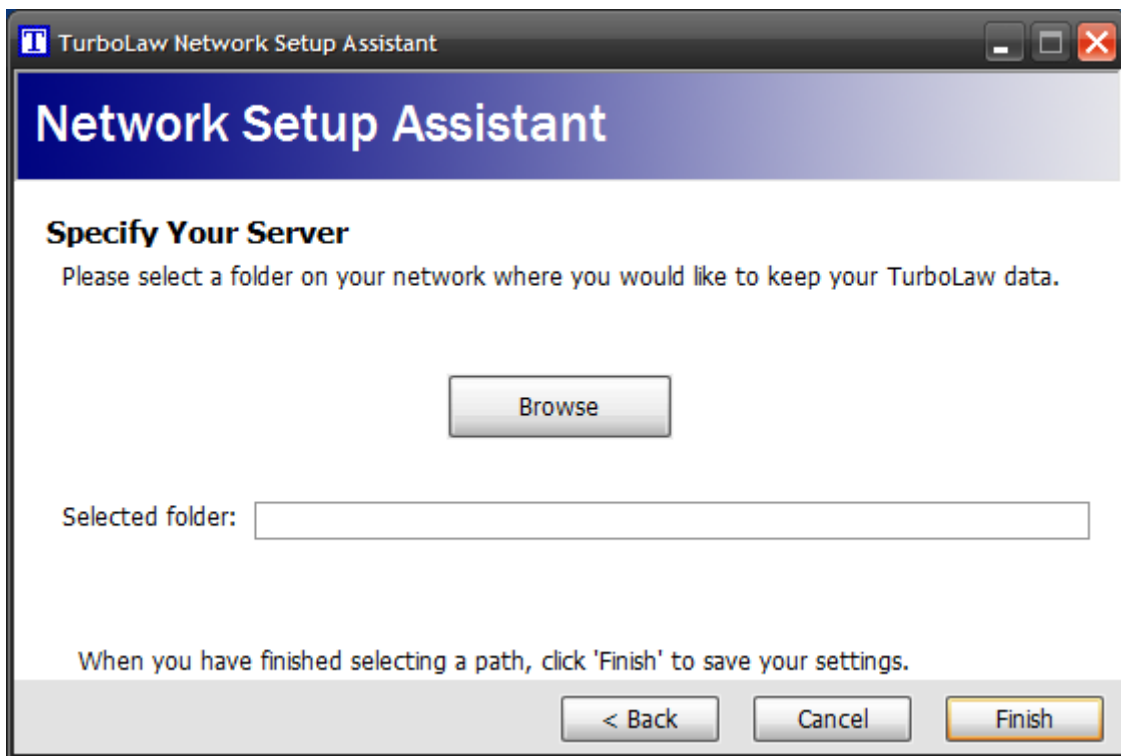 T TurboLaw Network Setup Assistant
Network Setup Assistant
Specify Your Server
Please select a folder on your network where you would like to keep your TurboLaw data.
Browse
Selected folder:
When you have finished selecting a path, click 'Finish' to save your settings.
< Back Cancel Finish